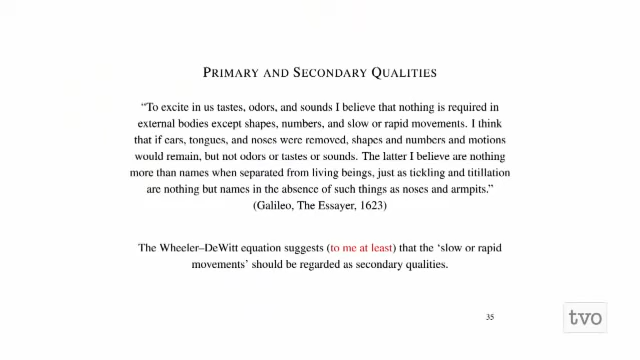 PRIMARY AND SECONDARY QUALITIES
“To excite in us tastes, odors, and sounds I believe that nothing is required in
external bodies except shapes, numbers, and slow or rapid movements. I think
that if ears, tongues, and noses were removed, shapes and numbers and motions
would remain, but not odors or tastes or sounds. The latter I believe are nothing
more than names when separated from living beings, just as tickling and titillation
are nothing but names in the absence of such things as noses and armpits.”
(Galileo, The Essayer, 1623)
The Wheeler–DeWitt equation suggests (to me at least) that the ‘slow or rapid
movements’ should be regarded as secondary qualities.
35
tvo